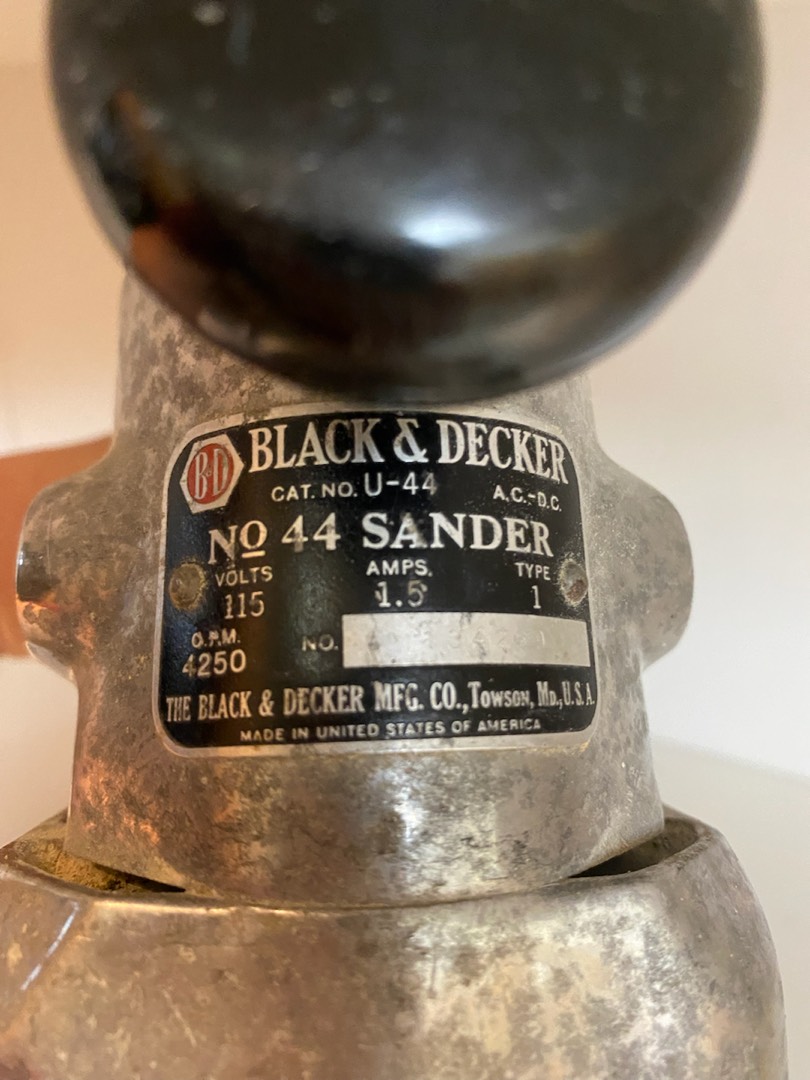 B&D BLACK & DECKER
CAT. NO. U-44 A.C.-D.C.
No 44 SANDER
VOLTS AMPS. TYPE
115 1.5 1
O.P.M. NO.
4250
THE BLACK & DECKER MFG. CO., TOWSON, MD., U.S.A.
MADE IN UNITED STATES OF AMERICA